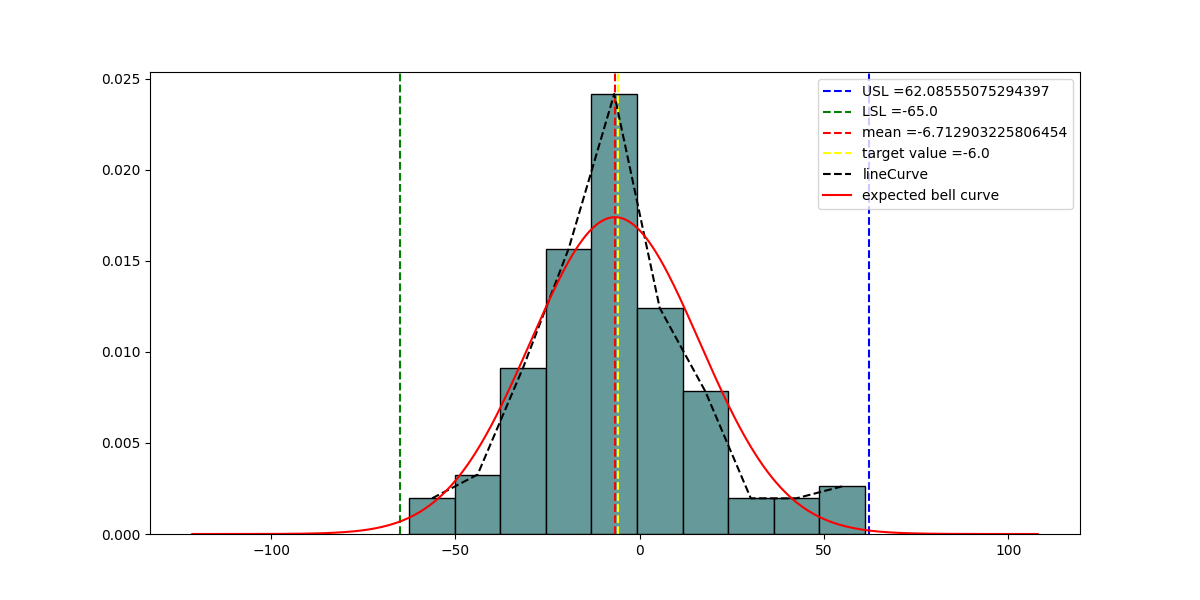 0.025
0.020
0.015
0.010
0.005
0.000
−100
−50
0
50
100
USL =62.08555075294397
LSL =-65.0
mean =-6.712903225806454
target value =-6.0
lineCurve
expected bell curve